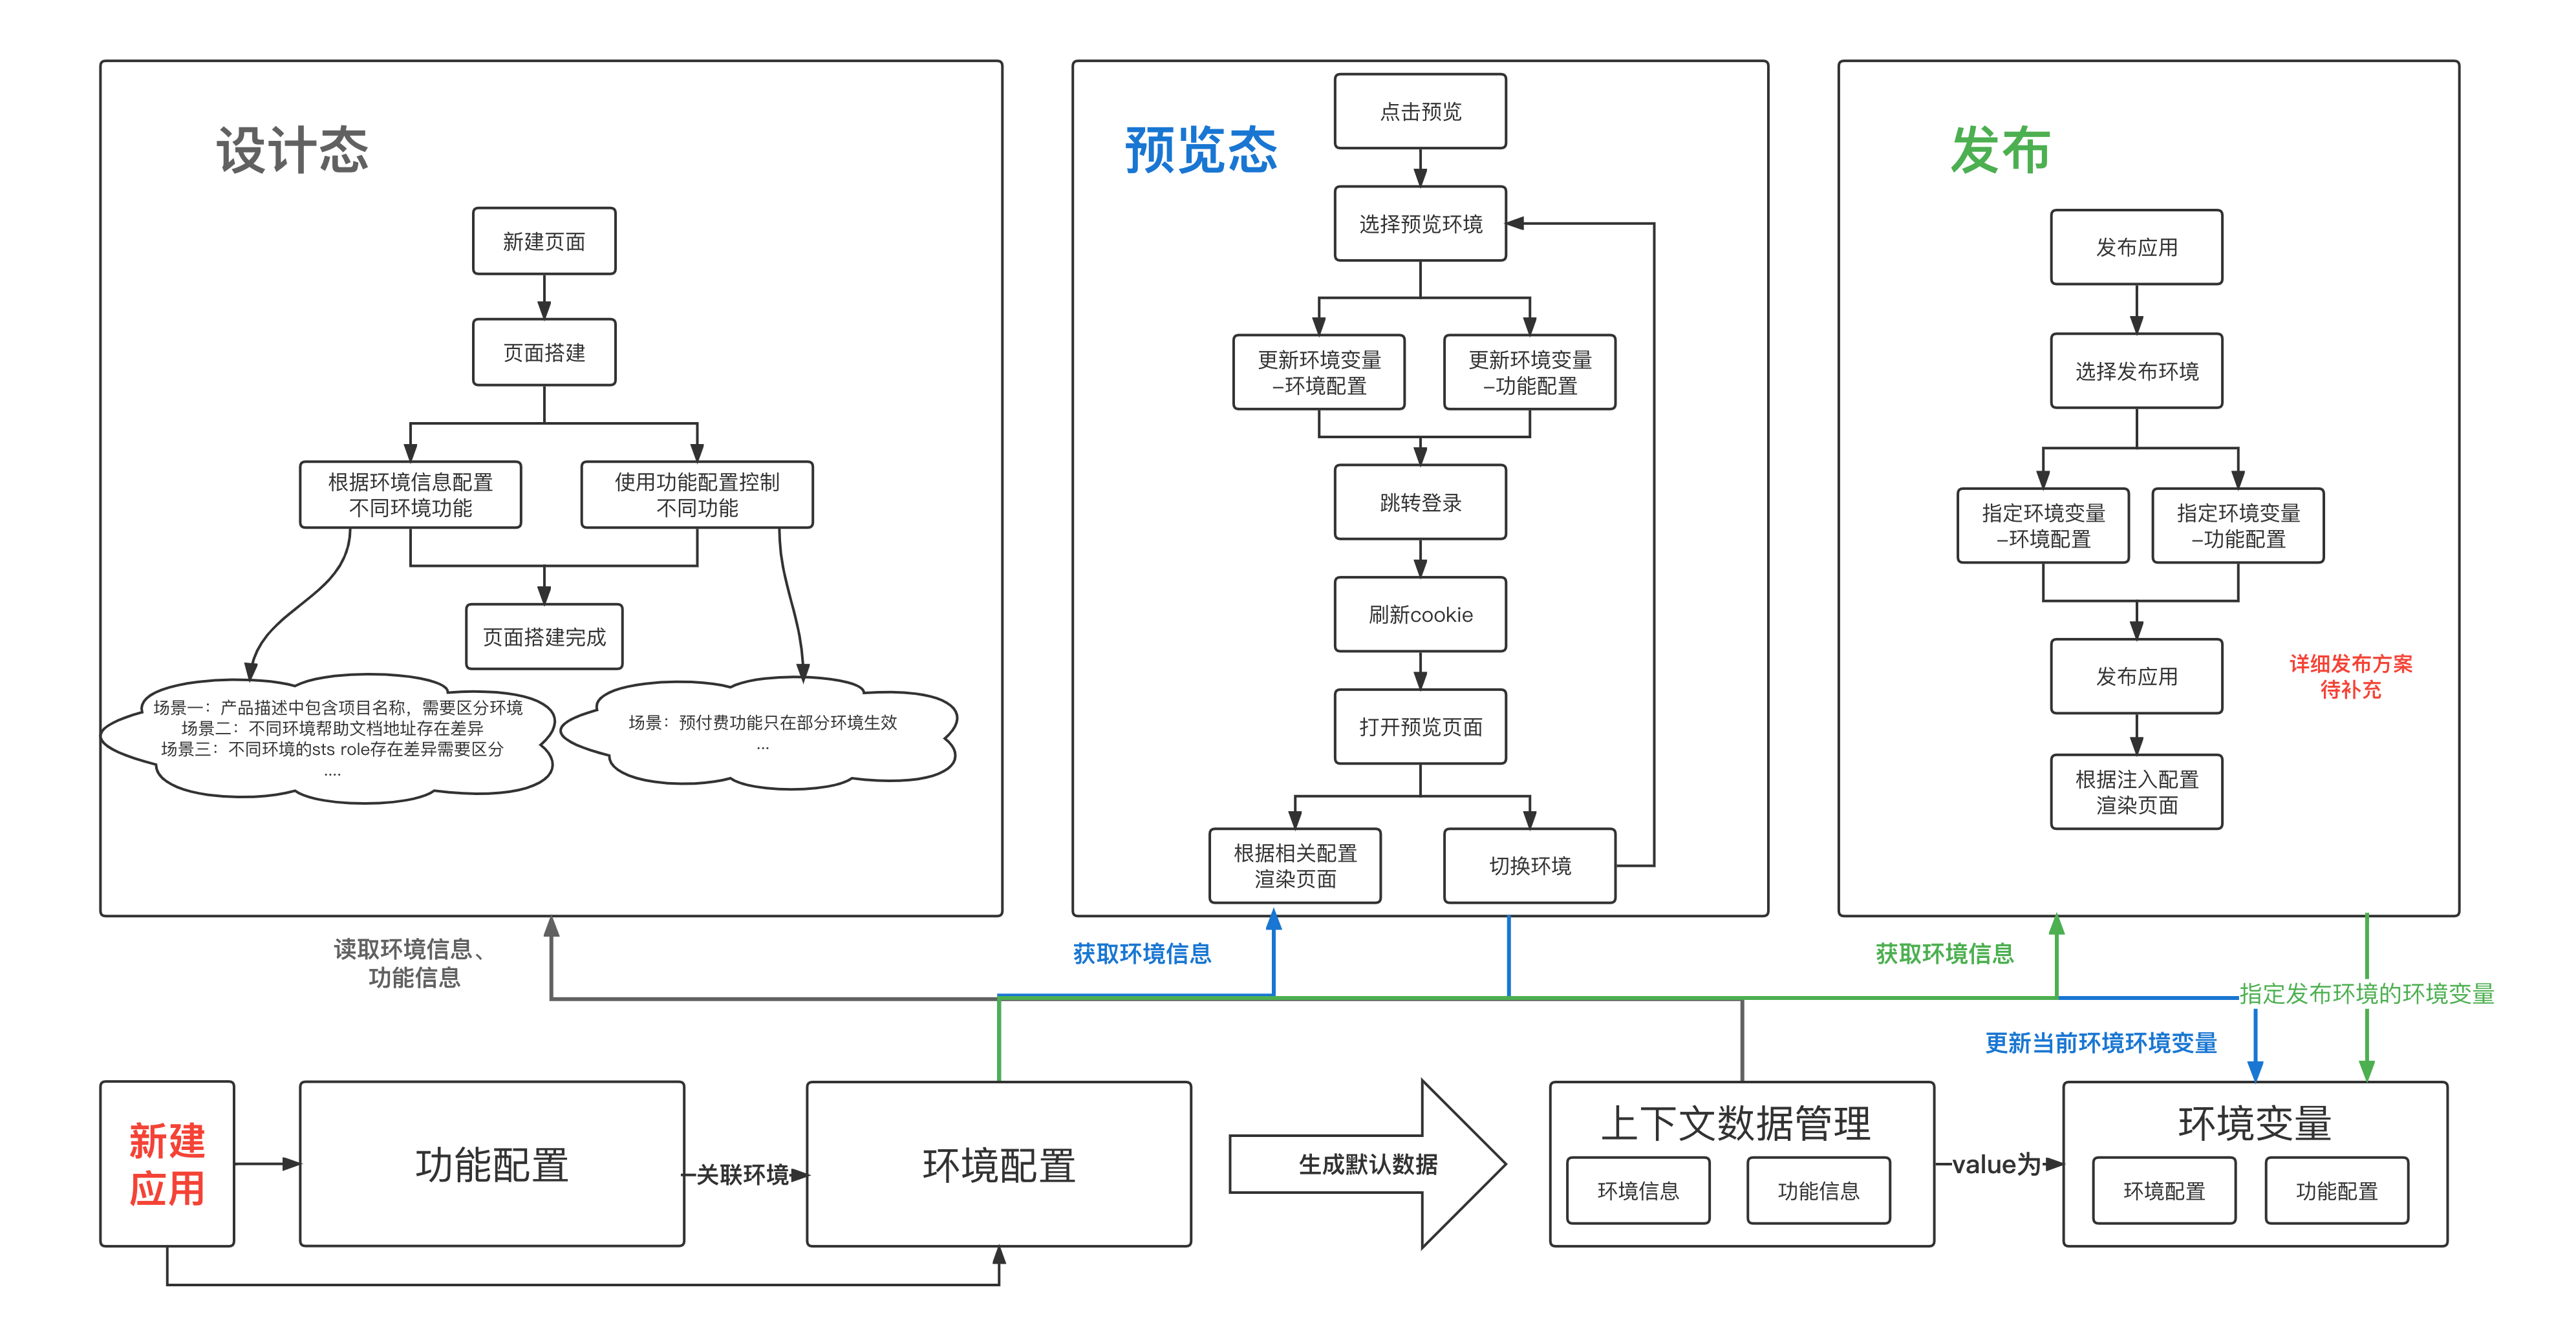 设计态
新建页面
页面搭建
根据环境信息配置
不同环境功能
使用功能配置控制
不同功能
页面搭建完成
场景一：产品描述中包含项目名称，需要区分环境
场景二：不同环境帮助文档地址存在差异
场景三：不同环境的sts role存在差异需要区分
....
场景：预付费功能只在部分环境生效
...
预览态
点击预览
选择预览环境
更新环境变量
-环境配置
更新环境变量
-功能配置
跳转登录
刷新cookie
打开预览页面
根据相关配置
渲染页面
切换环境
发布
发布应用
选择发布环境
指定环境变量
-环境配置
指定环境变量
-功能配置
发布应用
详细发布方案
待补充
根据注入配置
渲染页面
读取环境信息、
功能信息
获取环境信息
获取环境信息
指定发布环境的环境变量
更新当前环境环境变量
新建
应用
功能配置
关联环境
环境配置
生成默认数据
上下文数据管理
环境信息
功能信息
value为
环境变量
环境配置
功能配置